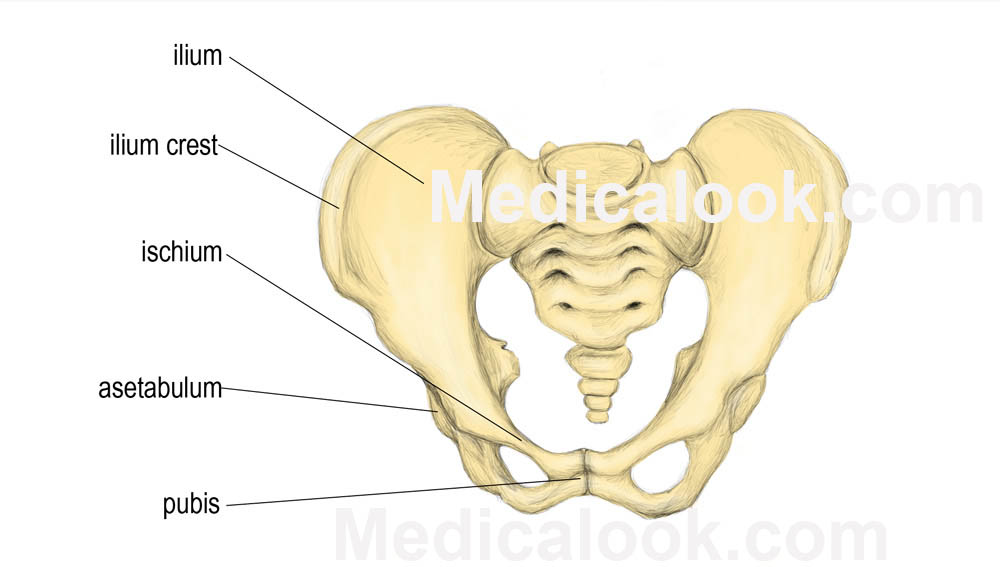 ilium
ilium crest
Medicalook.com
ischium
asetabulum
pubis
Medicalook.com